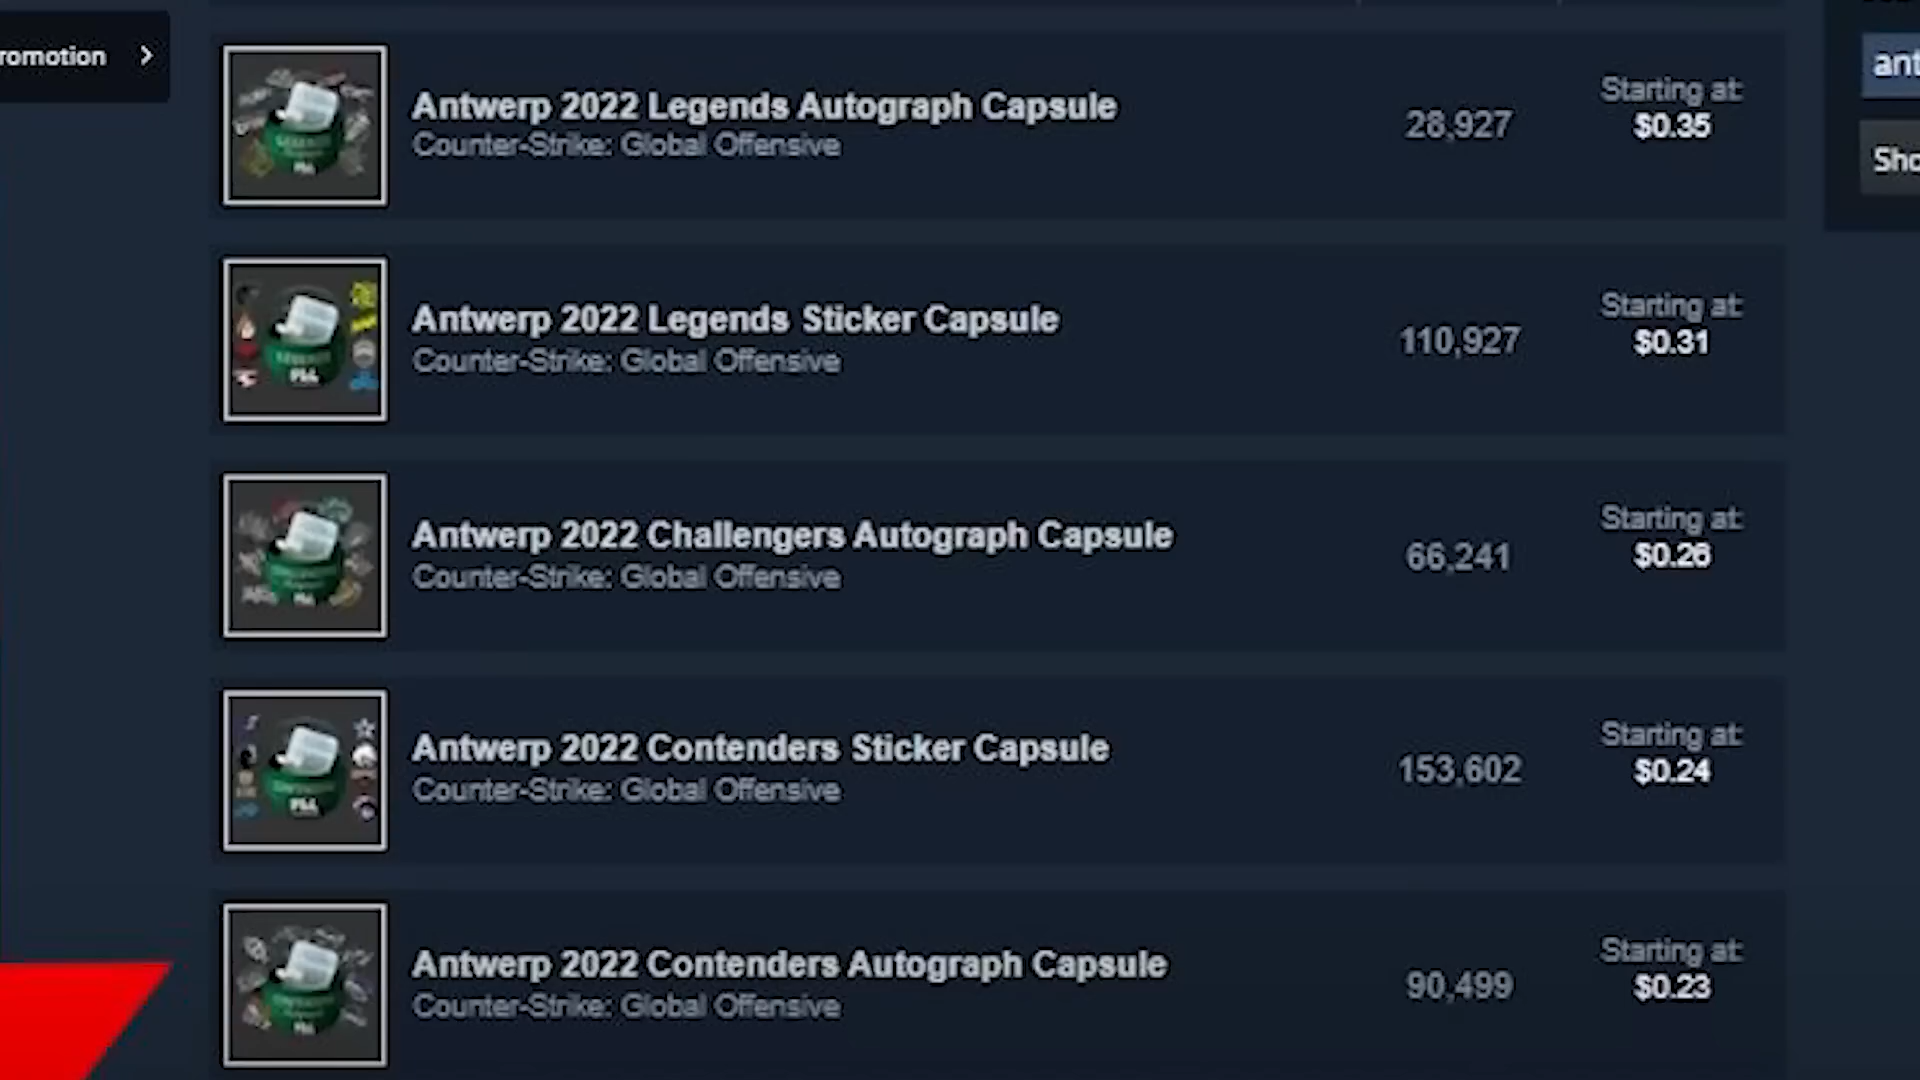 romotion
Antwerp 2022 Legends Autograph Capsule
Counter-Strike: Global Offensive
28,927
Starting at:
$0.35
Antwerp 2022 Legends Sticker Capsule
Counter-Strike: Global Offensive
110,927
Starting at:
$0.31
Antwerp 2022 Challengers Autograph Capsule
Counter-Strike: Global Offensive
66,241
Starting at:
$0.26
Antwerp 2022 Contenders Sticker Capsule
Counter-Strike: Global Offensive
153,602
Starting at:
$0.24
Antwerp 2022 Contenders Autograph Capsule
Counter-Strike: Global Offensive
90,499
Starting at:
$0.23
ant
Sho